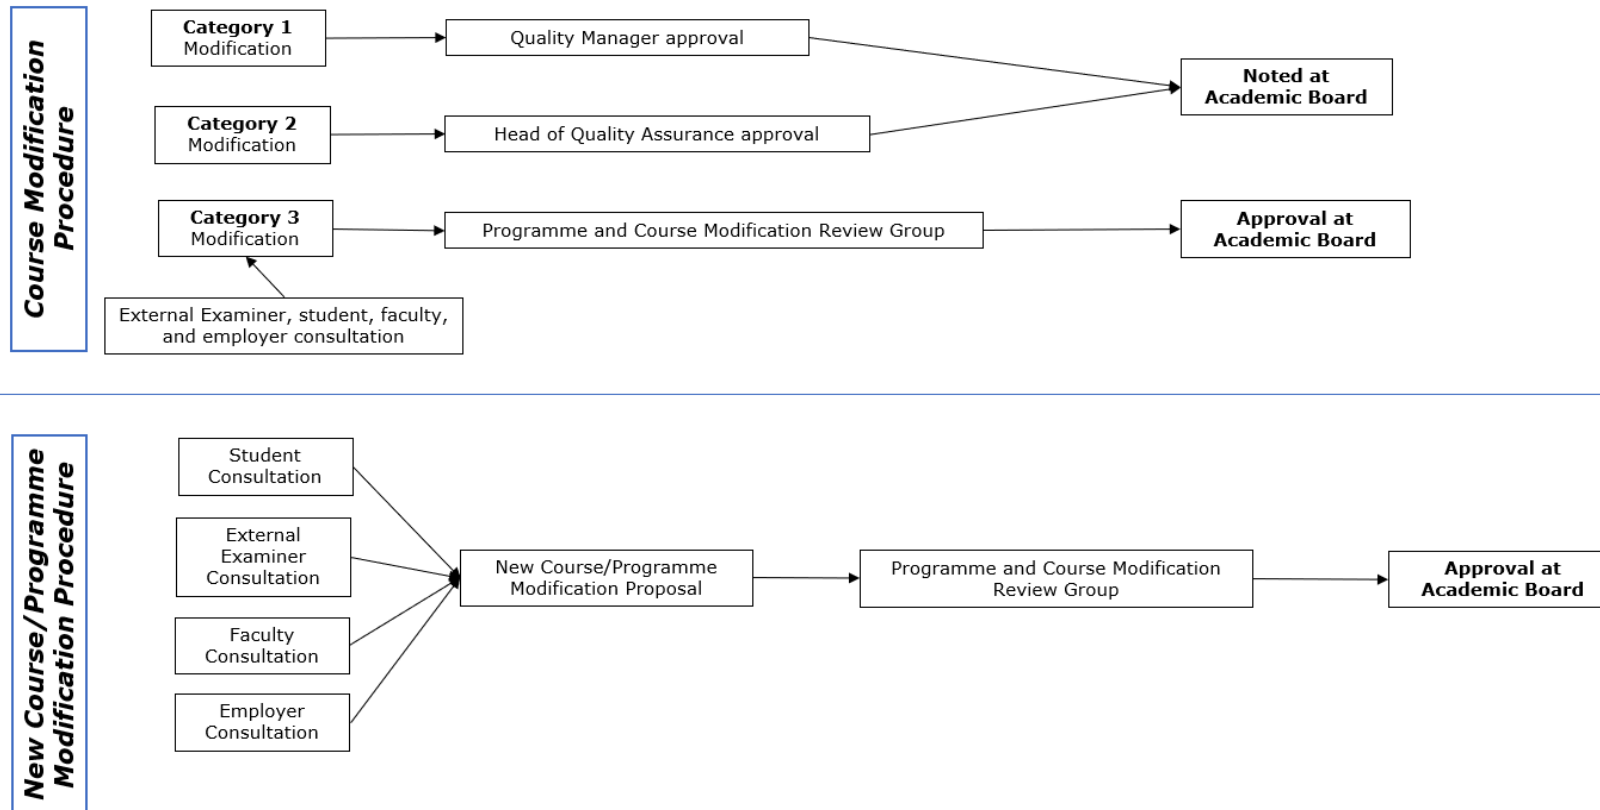 Course Modification
Procedure
Category 1
Modification
Quality Manager approval
Noted at
Academic Board
Category 2
Modification
Head of Quality Assurance approval
Category 3
Modification
Programme and Course Modification Review Group
Approval at
Academic Board
External Examiner, student, faculty,
and employer consultation
New Course/Programme
Modification Procedure
Student
Consultation
External
Examiner
Consultation
Faculty
Consultation
Employer
Consultation
New Course/Programme
Modification Proposal
Programme and Course Modification
Review Group
Approval at
Academic Board